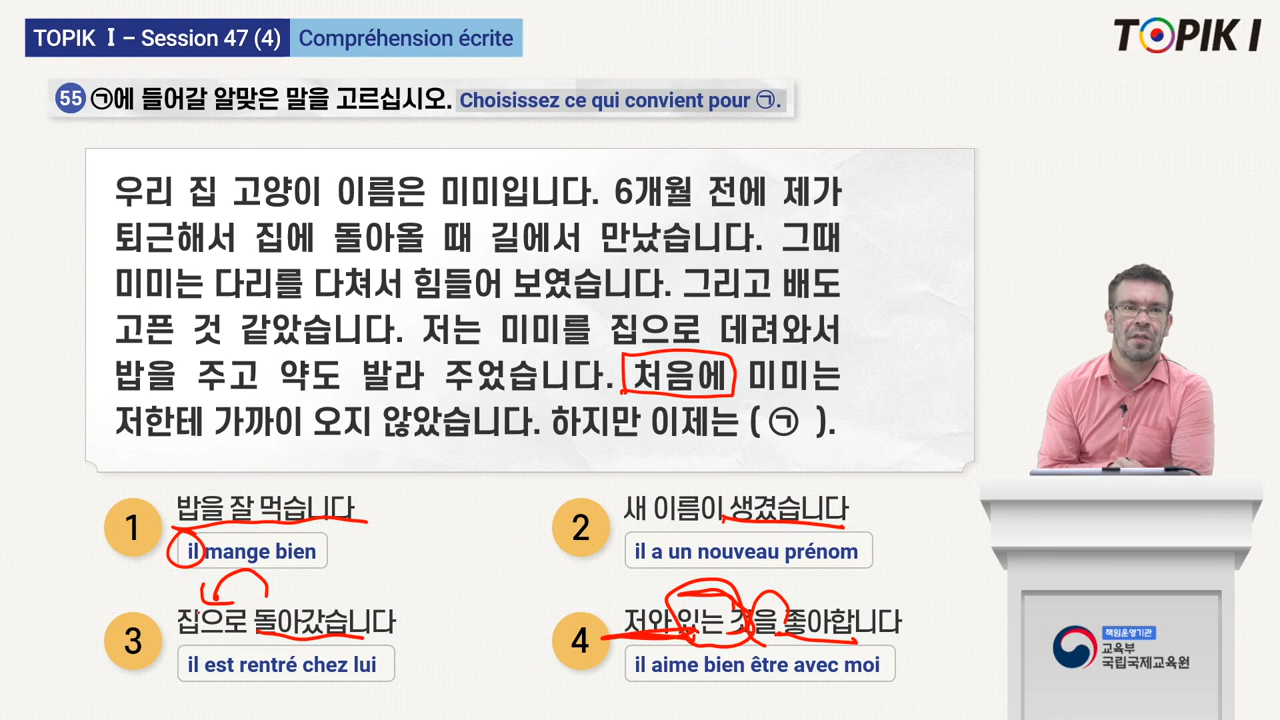 TOPIK Ⅰ – Session 47 (4) Compréhension écrite
TOPIK I
55 ㉠에 들어갈 알맞은 말을 고르십시오. Choisissez ce qui convient pour ㉠.
우리 집 고양이 이름은 미미입니다. 6개월 전에 제가
퇴근해서 집에 돌아올 때 길에서 만났습니다. 그때
미미는 다리를 다쳐서 힘들어 보였습니다. 그리고 배도
고픈 것 같았습니다. 저는 미미를 집으로 데려와서
밥을 주고 약도 발라 주었습니다. 처음에 미미는
저한테 가까이 오지 않았습니다. 하지만 이제는 ( ㉠ ).
1 밥을 잘 먹습니다
il mange bien
2 새 이름이 생겼습니다
il a un nouveau prénom
3 집으로 돌아갔습니다
il est rentré chez lui
4 저와 있는 것을 좋아합니다
il aime bien être avec moi
책임운영기관
교육부
국립국제교육원